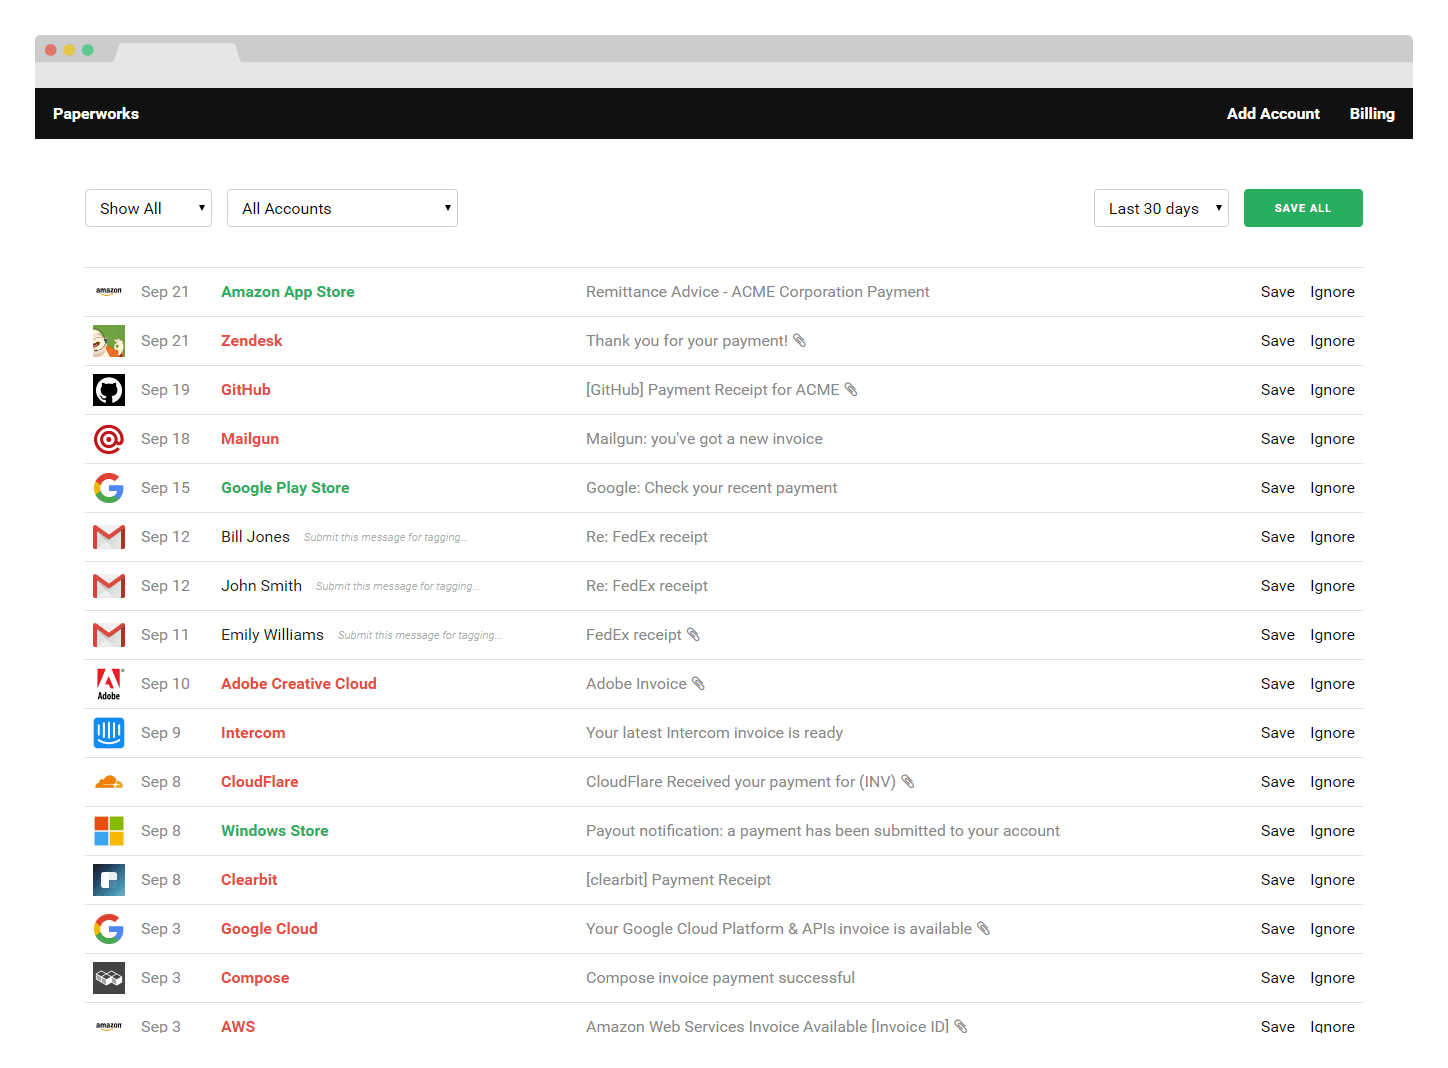 Paperworks Add Account Billing
Show All All Accounts Last 30 days SAVE ALL
amazon Sep 21 Amazon App Store Remittance Advice - ACME Corporation Payment Save Ignore
Sep 21 Zendesk Thank you for your payment! Save Ignore
Sep 19 GitHub [GitHub] Payment Receipt for ACME Save Ignore
Sep 18 Mailgun Mailgun: you've got a new invoice Save Ignore
Sep 15 Google Play Store Google: Check your recent payment Save Ignore
Sep 12 Bill Jones Submit this message for tagging... Re: FedEx receipt Save Ignore
Sep 12 John Smith Submit this message for tagging... Re: FedEx receipt Save Ignore
Sep 11 Emily Williams Submit this message for tagging... FedEx receipt Save Ignore
Adobe Sep 10 Adobe Creative Cloud Adobe Invoice Save Ignore
Sep 9 Intercom Your latest Intercom invoice is ready Save Ignore
Sep 8 CloudFlare CloudFlare Received your payment for (INV) Save Ignore
Sep 8 Windows Store Payout notification: a payment has been submitted to your account Save Ignore
Sep 8 Clearbit [clearbit] Payment Receipt Save Ignore
Sep 3 Google Cloud Your Google Cloud Platform & APIs invoice is available Save Ignore
Sep 3 Compose Compose invoice payment successful Save Ignore
amazon Sep 3 AWS Amazon Web Services Invoice Available [Invoice ID] Save Ignore